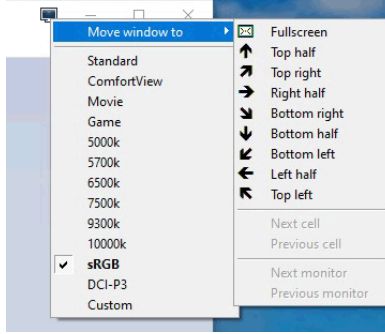 Move window to
Standard
ComfortView
Movie
Game
5000k
5700k
6500k
7500k
9300k
10000k
sRGB
DCI-P3
Custom
Fullscreen
Top half
Top right
Right half
Bottom right
Bottom half
Bottom left
Left half
Top left
Next cell
Previous cell
Next monitor
Previous monitor